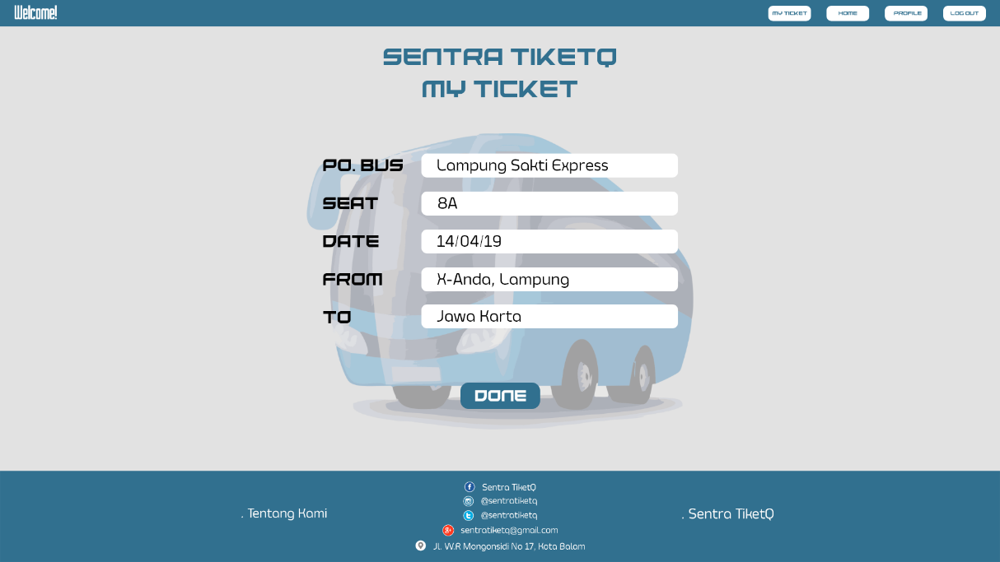 Welcome!
MY TICKET
HOME
PROFILE
LOG OUT
SENTRA TIKETQ
MY TICKET
PO. BUS
Lampung Sakti Express
SEAT
8A
DATE
14/04/19
FROM
X-Anda, Lampung
TO
Jawa Karta
DONE
. Tentang Kami
Sentra TiketQ
@sentratiketq
@sentratiketq
sentratiketq@gmail.com
Jl. W.R Mongonsidi No 17, Kota Balam
. Sentra TiketQ